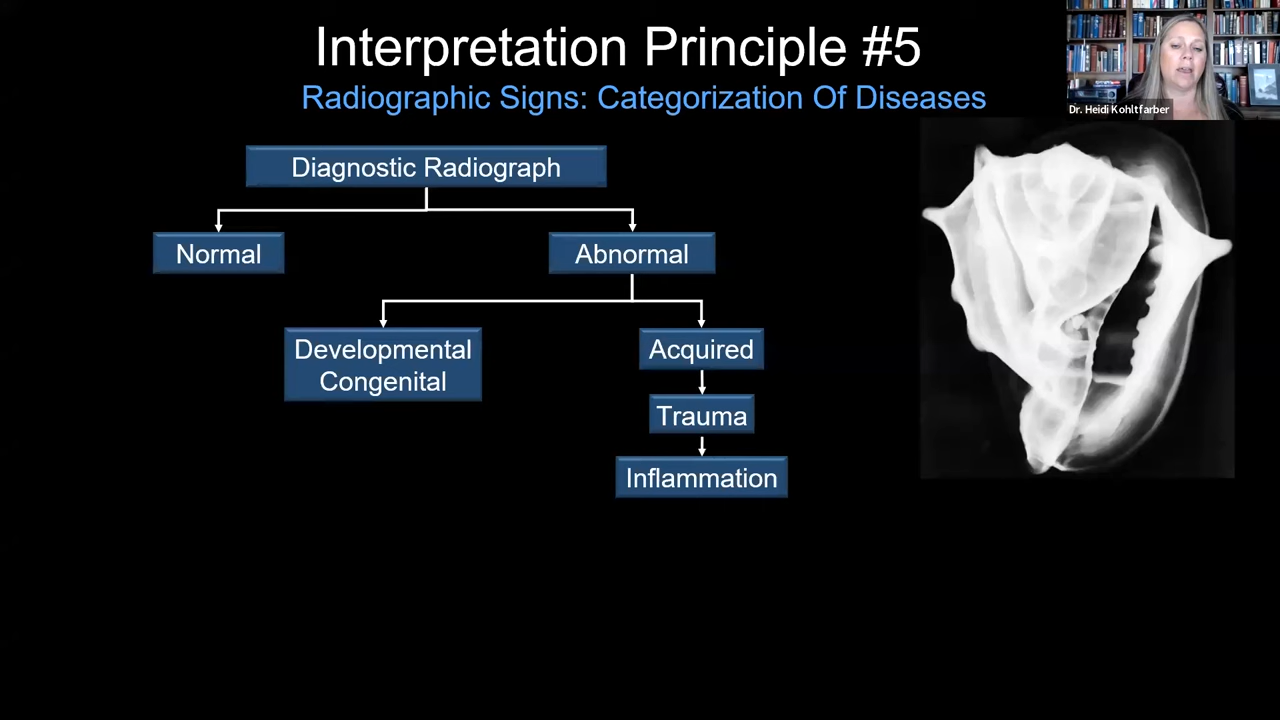 Interpretation Principle #5
Radiographic Signs: Categorization Of Diseases
Dr. Heidi Kohltfarber
Diagnostic Radiograph
Normal
Abnormal
Developmental
Congenital
Acquired
Trauma
Inflammation